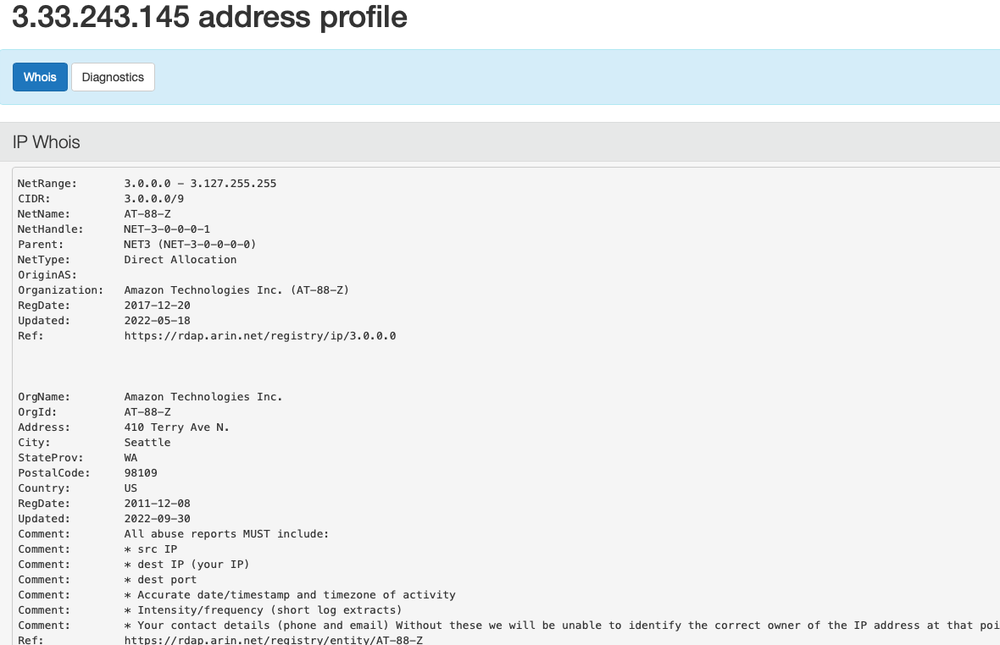 3.33.243.145 address profile
Whois Diagnostics
IP Whois
NetRange: 3.0.0.0 – 3.127.255.255
CIDR: 3.0.0.0/9
NetName: AT–88–Z
NetHandle: NET–3–0–0–0–1
Parent: NET3 (NET–3–0–0–0–0)
NetType: Direct Allocation
OriginAS:
Organization: Amazon Technologies Inc. (AT–88–Z)
RegDate: 2017–12–20
Updated: 2022–05–18
Ref: https://rdap.arin.net/registry/ip/3.0.0.0
OrgName: Amazon Technologies Inc.
OrgId: AT–88–Z
Address: 410 Terry Ave N.
City: Seattle
StateProv: WA
PostalCode: 98109
Country: US
RegDate: 2011–12–08
Updated: 2022–09–30
Comment: All abuse reports MUST include:
Comment: * src IP
Comment: * dest IP (your IP)
Comment: * dest port
Comment: * Accurate date/timestamp and timezone of activity
Comment: * Intensity/frequency (short log extracts)
Comment: * Your contact details (phone and email) Without these we will be unable to identify the correct owner of the IP address at that poi
Ref: https://rdap.arin.net/registry/entity/AT–88–Z